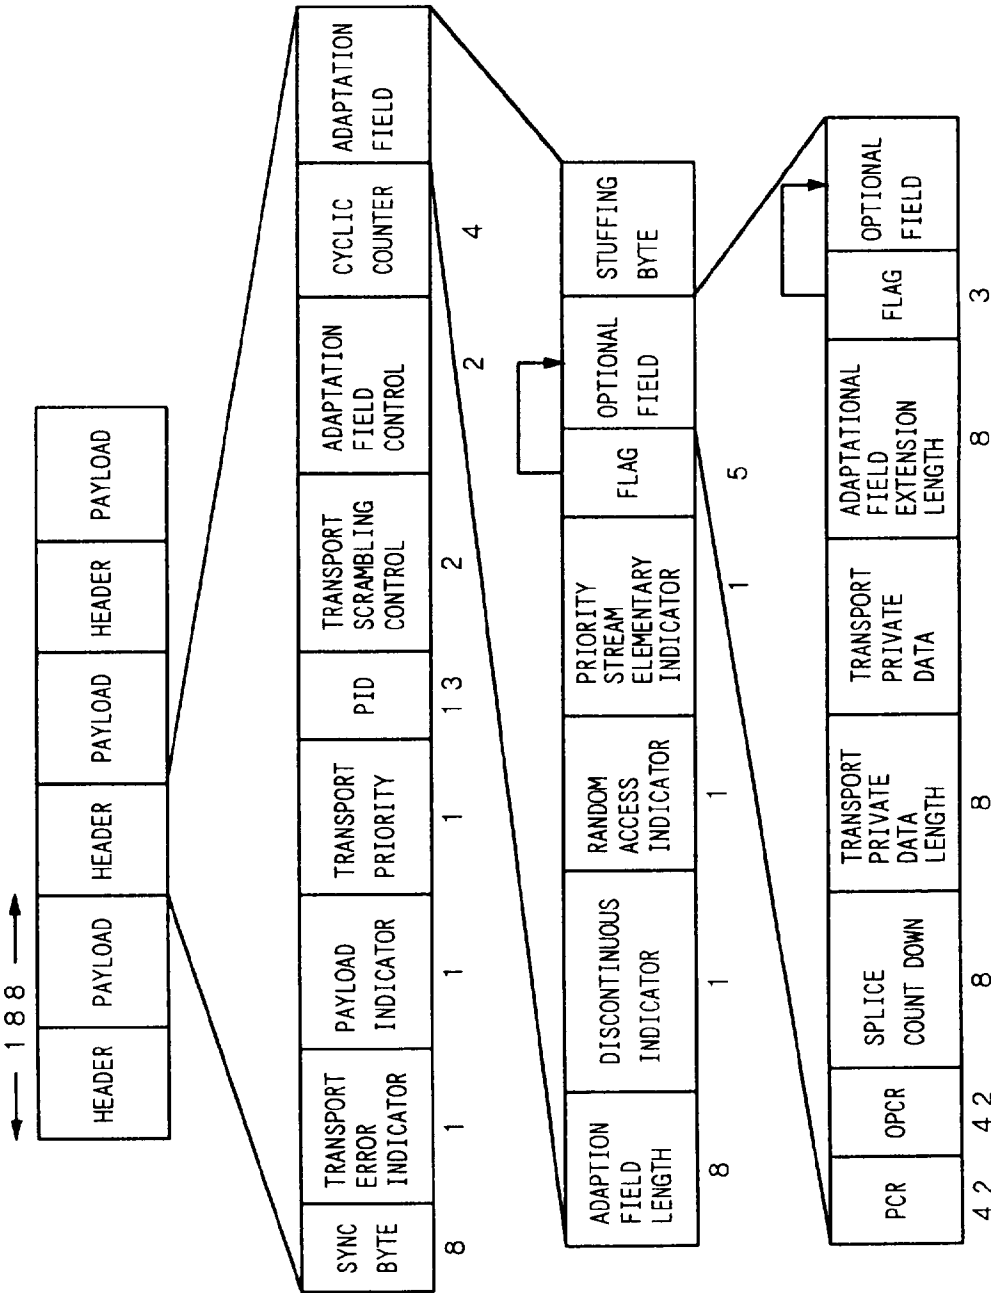 188
HEADER
PAYLOAD
HEADER
PAYLOAD
HEADER
PAYLOAD
SYNC
BYTE
TRANSPORT
ERROR
INDICATOR
PAYLOAD
INDICATOR
TRANSPORT
PRIORITY
PID
TRANSPORT
SCRAMBLING
CONTROL
ADAPTATION
FIELD
CONTROL
CYCLIC
COUNTER
ADAPTATION
FIELD
8
1
1
1
13
2
2
4
ADAPTION
FIELD
LENGTH
DISCONTINUOUS
INDICATOR
RANDOM
ACCESS
INDICATOR
PRIORITY
STREAM
ELEMENTARY
INDICATOR
FLAG
OPTIONAL
FIELD
STUFFING
BYTE
8
1
1
1
5
PCR
OPCR
SPLICE
COUNT DOWN
TRANSPORT
PRIVATE
DATA
LENGTH
TRANSPORT
PRIVATE
DATA
ADAPTATIONAL
FIELD
EXTENSION
LENGTH
FLAG
OPTIONAL
FIELD
42
42
8
8
8
3